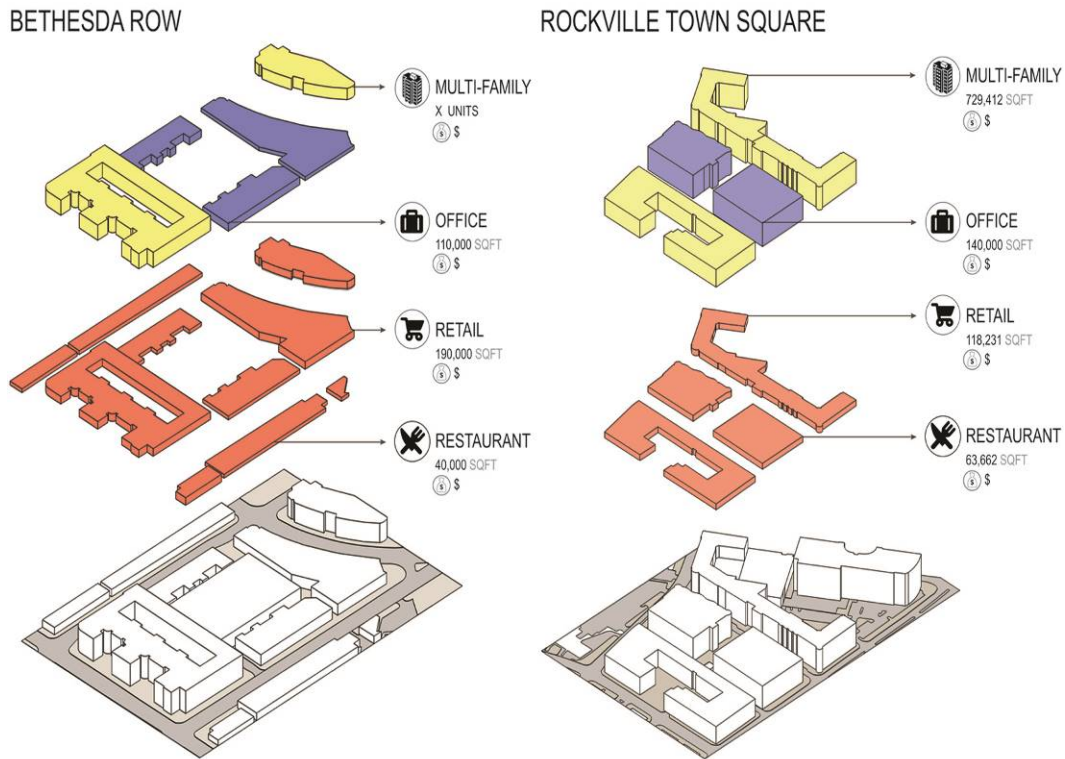 BETHESDA ROW
MULTI-FAMILY
X UNITS
$ $
OFFICE
110,000 SQFT
$ $
RETAIL
190,000 SQFT
$ $
RESTAURANT
40,000 SQFT
$ $
ROCKVILLE TOWN SQUARE
MULTI-FAMILY
729,412 SQFT
$ $
OFFICE
140,000 SQFT
$ $
RETAIL
118,231 SQFT
$ $
RESTAURANT
63,662 SQFT
$ $